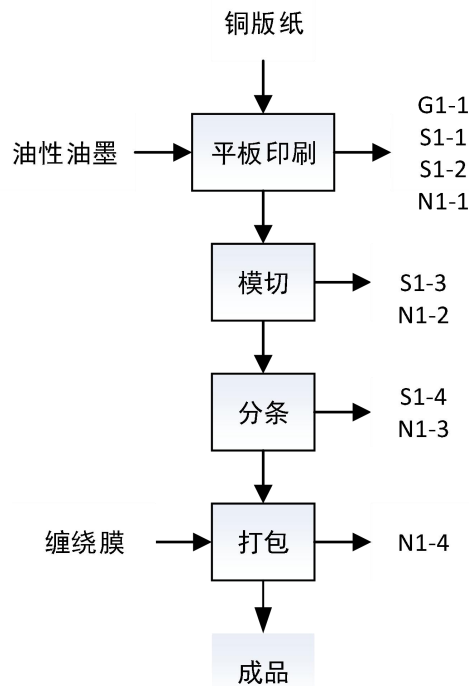 铜版纸
油性油墨
平板印刷
G1-1
S1-1
S1-2
N1-1
模切
S1-3
N1-2
分条
S1-4
N1-3
缠绕膜
打包
N1-4
成品